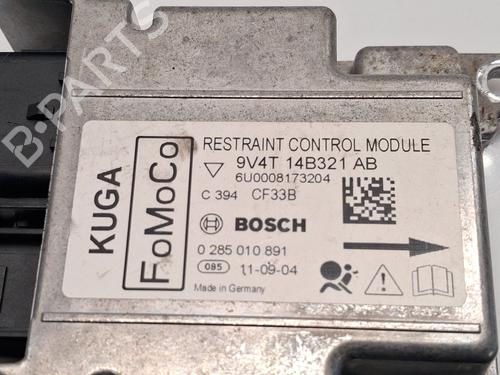 B-PARTS
KUGA
FoMoCo
RESTRAINT CONTROL MODULE
9V4T 14B321 AB
6U0008173204
C 394 CF33B
BOSCH
0 285 010 891
085 11-09-04
Made in Germany